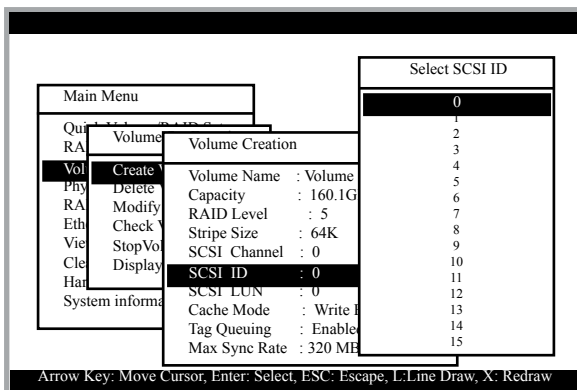 Select SCSI ID
0
1
2
3
4
5
6
7
8
9
10
11
12
13
14
15
Main Menu
RA
Vol
Phy
RA
Eth
Vie
Cle
Har
System informa
Volume
Create V
Delete
Modify
Check V
StopVol
Display
Volume Creation
Volume Name : Volume
Capacity : 160.1G
RAID Level : 5
Stripe Size : 64K
SCSI Channel : 0
SCSI ID : 0
SCSI LUN : 0
Cache Mode : Write
Tag Queuing : Enable
Max Sync Rate : 320 MB
Arrow Key: Move Cursor, Enter: Select, ESC: Escape, L:Line Draw, X: Redraw